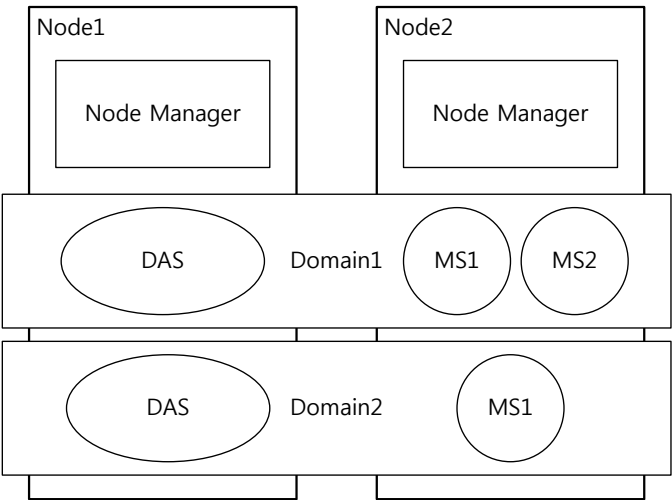 Node1
Node2
Node Manager
Node Manager
DAS
Domain1
MS1
MS2
DAS
Domain2
MS1